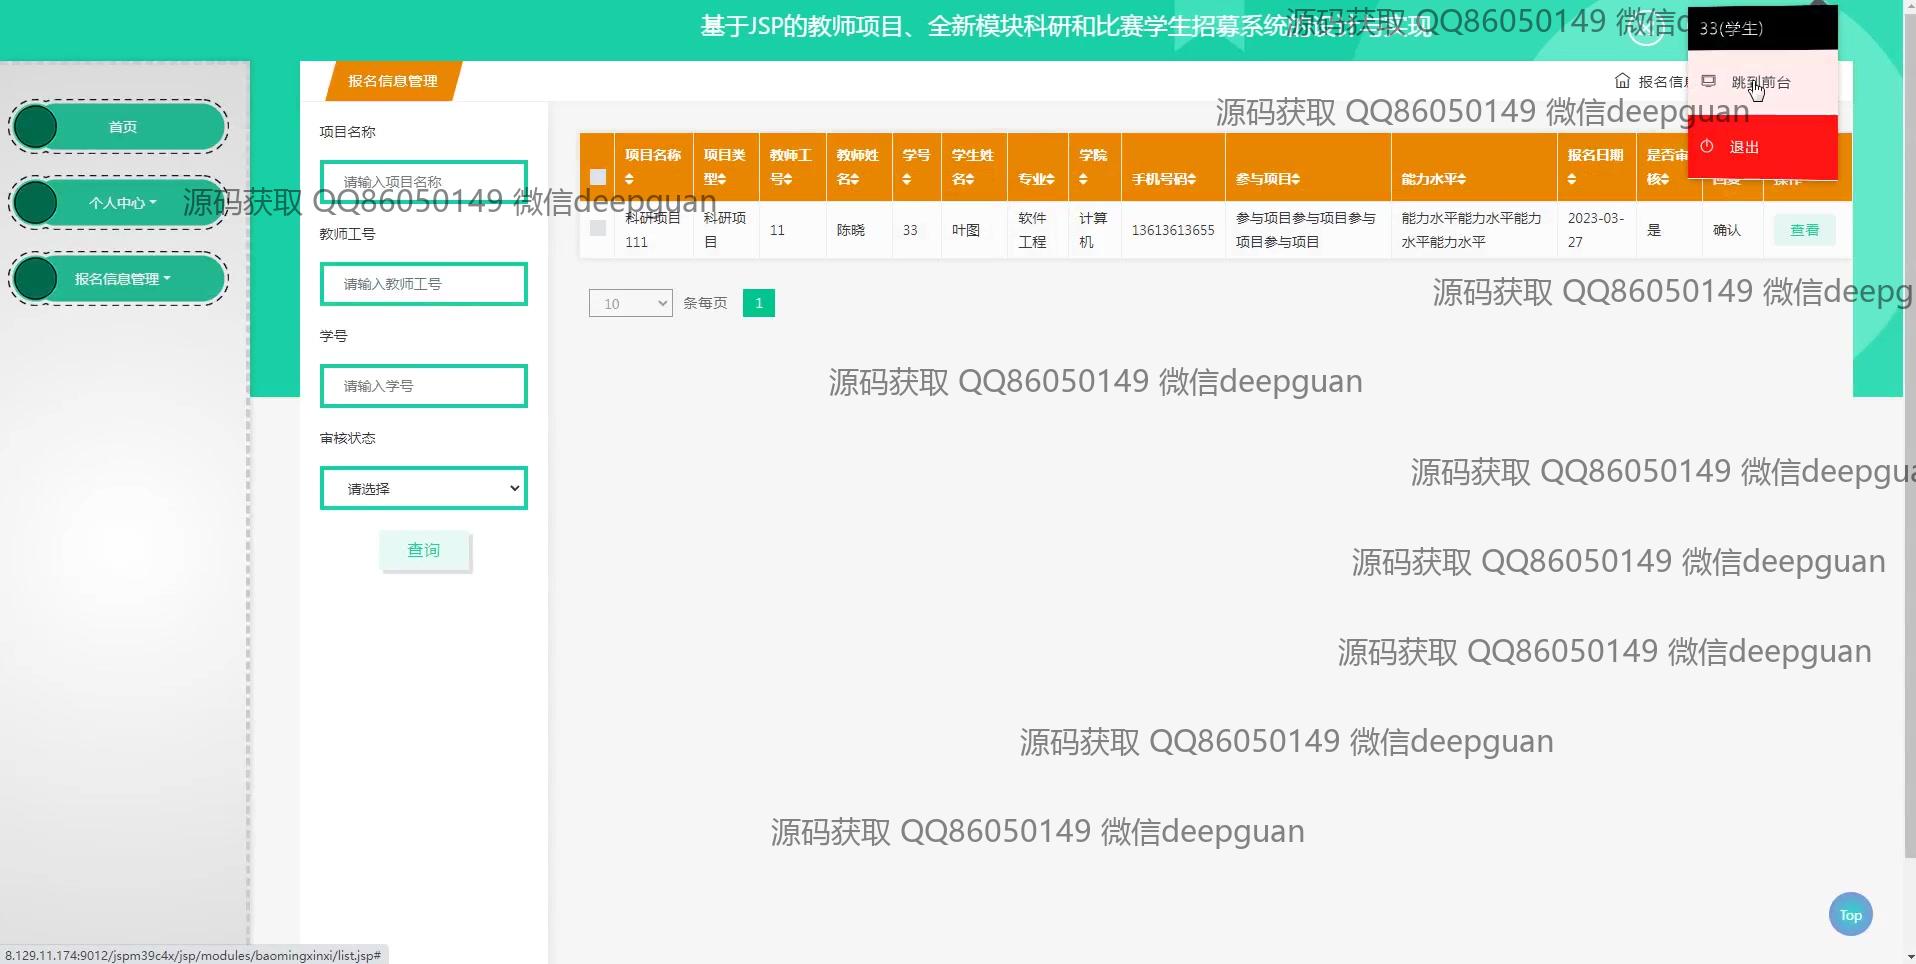 基于JSP的教师项目、全新模块科研和比赛学生招募系统的设计与实现
源码获取 QQ86050149 微信d
33(学生)
跳到前台
退出
首页
个人中心
报名信息管理
报名信息管理
报名信息
源码获取 QQ86050149 微信deepguan
项目名称
请输入项目名称
源码获取 QQ86050149 微信deepguan
教师工号
请输入教师工号
学号
请输入学号
审核状态
请选择
查询
项目名称 项目类型 教师工号 教师姓名 学号 学生姓名 专业 学院 手机号码 参与项目 能力水平 报名日期 是否审核
科研项目111 科研项目 11 陈晓 33 叶图 软件工程 计算机 13613613655 参与项目参与项目参与项目参与项目 能力水平能力水平能力水平能力水平 2023-03-27 是 确认 查看
10 条每页 1
源码获取 QQ86050149 微信deepg
源码获取 QQ86050149 微信deepguan
源码获取 QQ86050149 微信deepgua
源码获取 QQ86050149 微信deepguan
源码获取 QQ86050149 微信deepguan
源码获取 QQ86050149 微信deepguan
源码获取 QQ86050149 微信deepguan
Top
8.129.11.174:9012/jspm39c4x/jsp/modules/baomingxinxi/list.jsp#